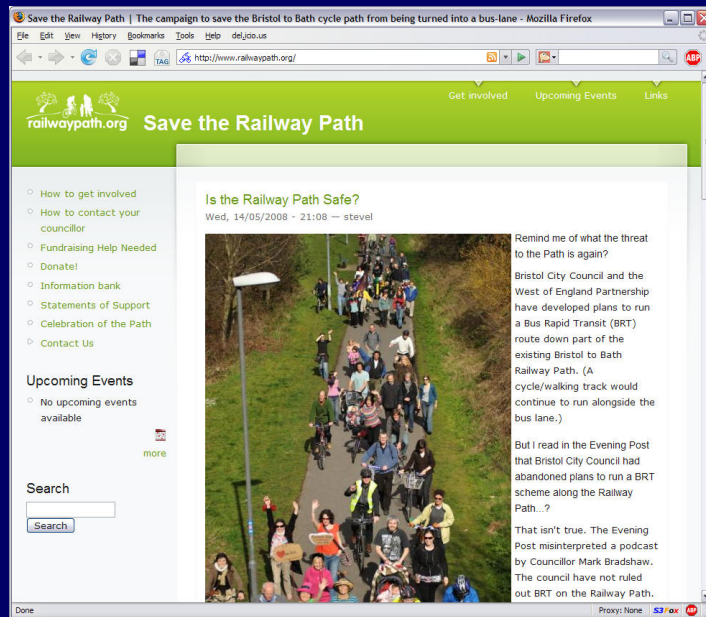 Save the Railway Path | The campaign to save the Bristol to Bath cycle path from being turned into a bus-lane - Mozilla Firefox
File Edit View History Bookmarks Tools Help del.icio.us
TAG http://www.railwaypath.org/ ABP
Get involved Upcoming Events Links
railwaypath.org Save the Railway Path
How to get involved
How to contact your
councillor
Fundraising Help Needed
Donate!
Information bank
Statements of Support
Celebration of the Path
Contact Us
Upcoming Events
No upcoming events
available
more
Search
Search
Is the Railway Path Safe?
Wed, 14/05/2008 - 21:08 — stevel
Remind me of what the threat
to the Path is again?
Bristol City Council and the
West of England Partnership
have developed plans to run
a Bus Rapid Transit (BRT)
route down part of the
existing Bristol to Bath
Railway Path. (A
cycle/walking track would
continue to run alongside the
bus lane.)
But I read in the Evening Post
that Bristol City Council had
abandoned plans to run a BRT
scheme along the Railway
Path...?
That isn't true. The Evening
Post misinterpreted a podcast
by Councillor Mark Bradshaw.
The council have not ruled
out BRT on the Railway Path.
Done Proxy: None S3Fox ABP